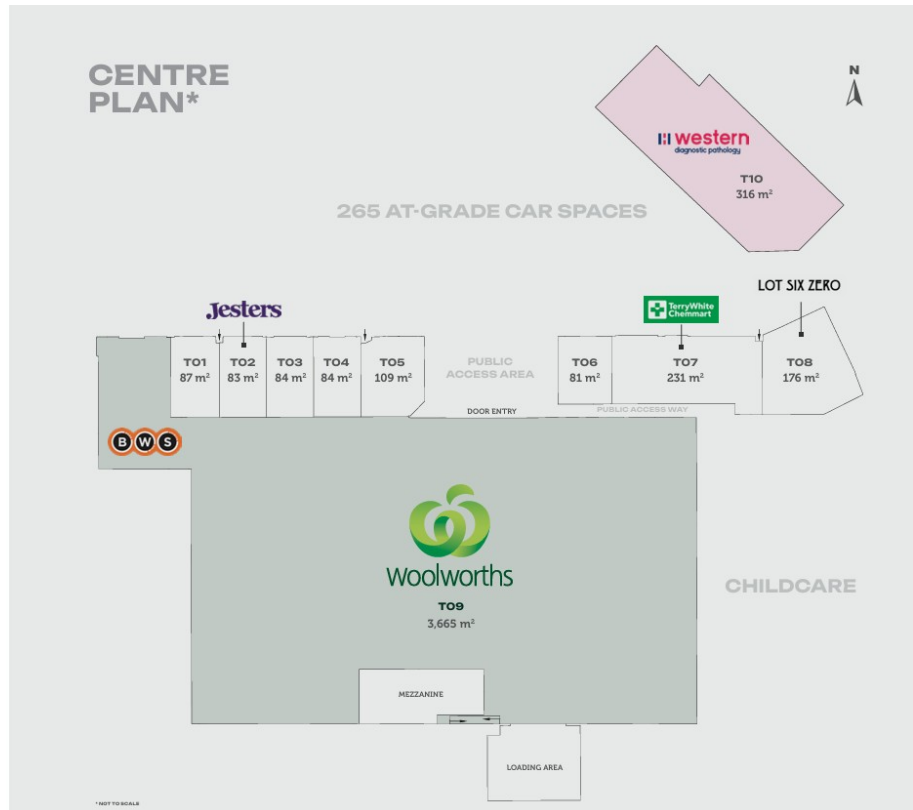 CENTRE
PLAN*
N
western
diagnostic pathology
T10
316 m²
265 AT-GRADE CAR SPACES
LOT SIX ZERO
Jesters
TerryWhite
Chemmart
T01
87 m²
T02
83 m²
T03
84 m²
T04
84 m²
T05
109 m²
PUBLIC
ACCESS AREA
T06
81 m²
T07
231 m²
T08
176 m²
DOOR ENTRY
PUBLIC ACCESS WAY
BWS
Woolworths
T09
3,665 m²
CHILDCARE
MEZZANINE
LOADING AREA
* NOT TO SCALE